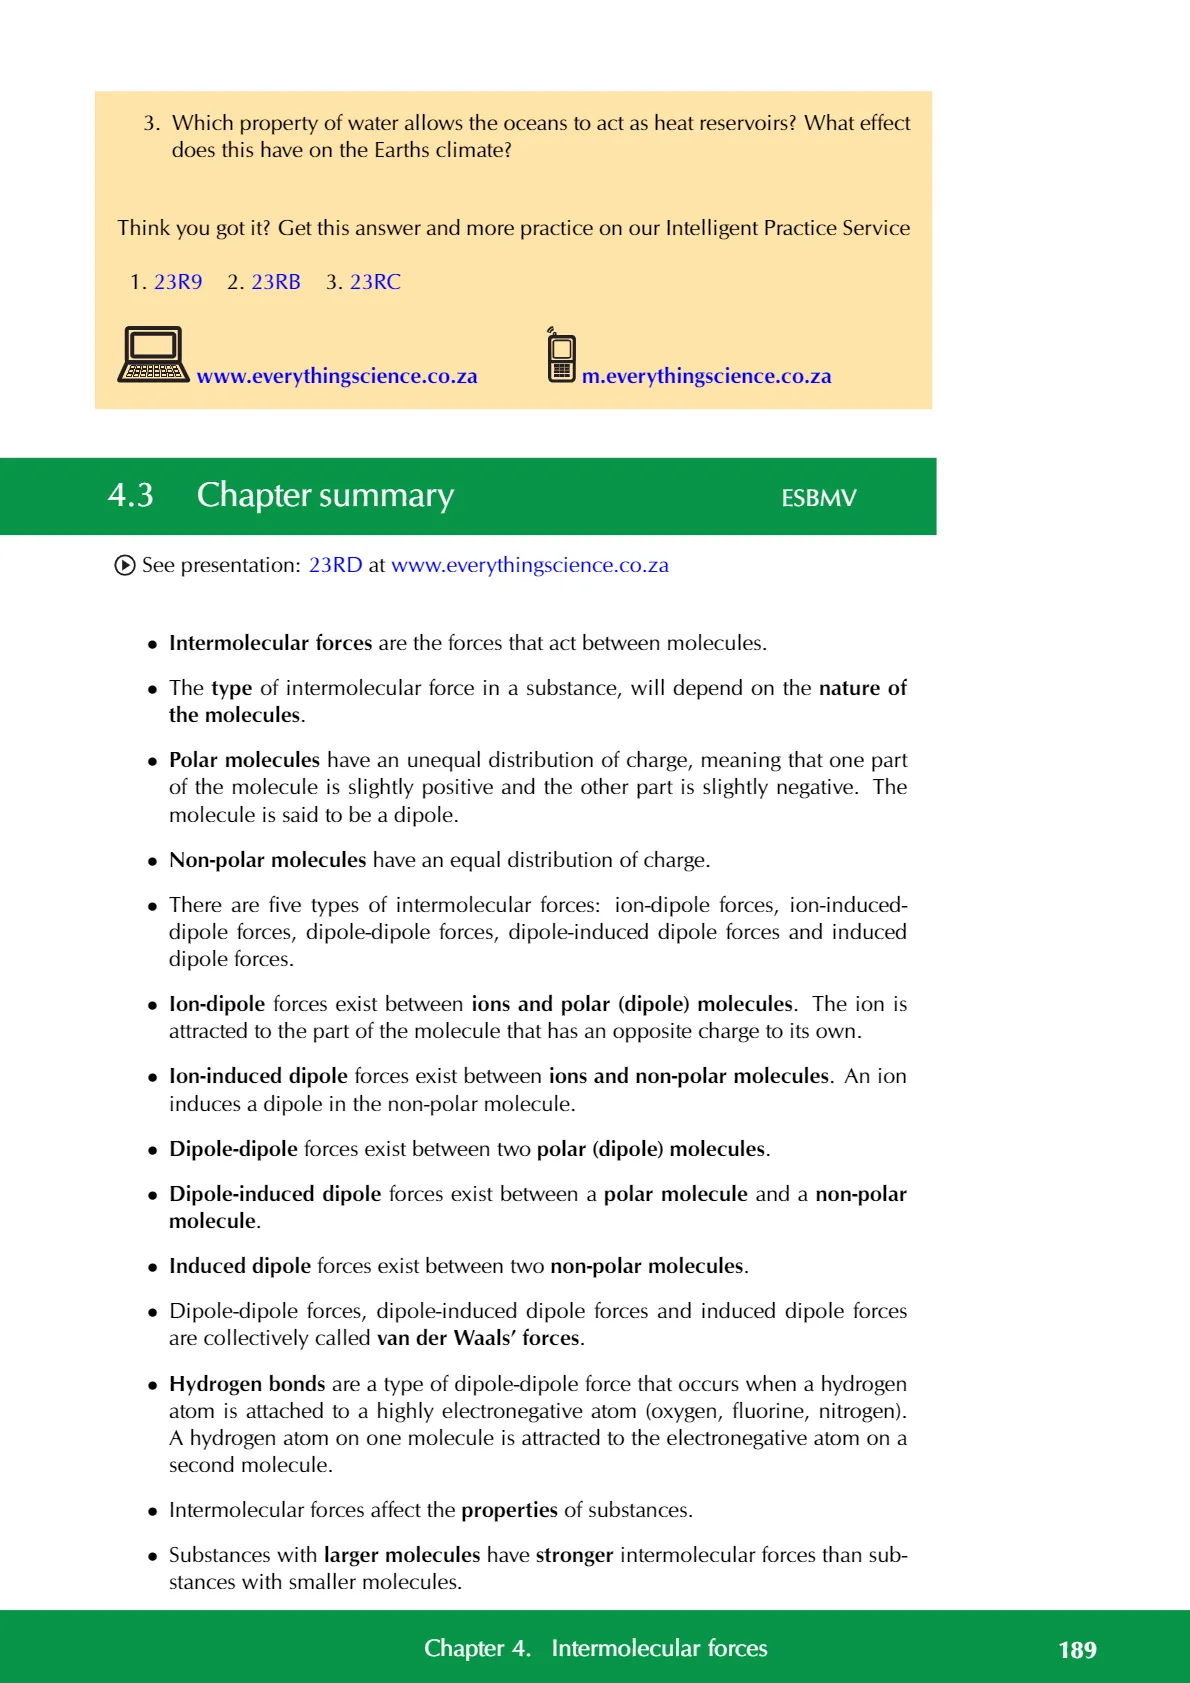 3. Which property of water allows the oceans to act as heat reservoirs? What effect
does this have on the Earths climate?
Think you got it? Get this answer and more practice on our Intelligent Practice Service
1. 23R9 2. 23RB 3. 23RC
www.everythingscience.co.za m.everythingscience.co.za
4.3 Chapter summary ESBMV
See presentation: 23RD at www.everythingscience.co.za
• Intermolecular forces are the forces that act between molecules.
• The type of intermolecular force in a substance, will depend on the nature of
the molecules.
• Polar molecules have an unequal distribution of charge, meaning that one part
of the molecule is slightly positive and the other part is slightly negative. The
molecule is said to be a dipole.
• Non-polar molecules have an equal distribution of charge.
• There are five types of intermolecular forces: ion-dipole forces, ion-induced-
dipole forces, dipole-dipole forces, dipole-induced dipole forces and induced
dipole forces.
• Ion-dipole forces exist between ions and polar (dipole) molecules. The ion is
attracted to the part of the molecule that has an opposite charge to its own.
• Ion-induced dipole forces exist between ions and non-polar molecules. An ion
induces a dipole in the non-polar molecule.
• Dipole-dipole forces exist between two polar (dipole) molecules.
• Dipole-induced dipole forces exist between a polar molecule and a non-polar
molecule.
• Induced dipole forces exist between two non-polar molecules.
• Dipole-dipole forces, dipole-induced dipole forces and induced dipole forces
are collectively called van der Waals’ forces.
• Hydrogen bonds are a type of dipole-dipole force that occurs when a hydrogen
atom is attached to a highly electronegative atom (oxygen, fluorine, nitrogen).
A hydrogen atom on one molecule is attracted to the electronegative atom on a
second molecule.
• Intermolecular forces affect the properties of substances.
• Substances with larger molecules have stronger intermolecular forces than sub-
stances with smaller molecules.
Chapter 4. Intermolecular forces 189